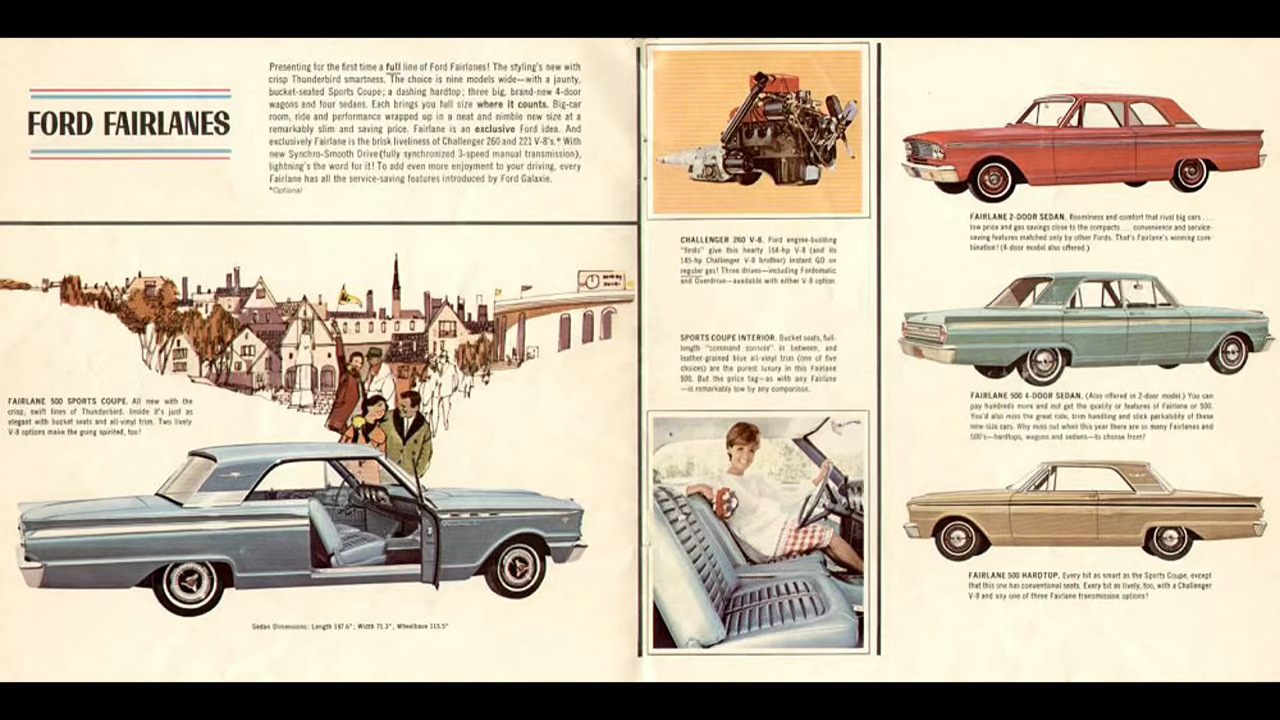 FORD FAIRLANES
Presenting for the first time a full line of Ford Fairlanes! The styling's new with
crisp Thunderbird smartness. The choice is nine models wide—with a jaunty,
bucket-seated Sports Coupe; a dashing hardtop; three big, brand-new 4-door
wagons and four sedans. Each brings you full size where it counts. Big-car
room, ride and performance wrapped up in a neat and nimble new size at a
remarkably slim and saving price. Fairlane is an exclusive Ford idea. And
exclusively Fairlane is the brisk liveliness of Challenger 260 and 221 V-8's.* With
new Synchro-Smooth Drive (fully synchronized 3-speed manual transmission),
lightning's the word for it! To add even more enjoyment to your driving, every
Fairlane has all the service-saving features introduced by Ford Galaxie.
*Optional
FAIRLANE 500 SPORTS COUPE. All new with the
crisp, swift lines of Thunderbird. Inside it's just as
elegant with bucket seats and all-vinyl trim. Two lively
V-8 options make the going spirited, too!
Sedan Dimensions: Length 197.6"; Width 71.3"; Wheelbase 115.5"
CHALLENGER 260 V-8. Ford engine-building
"firsts" give this hearty 164-hp V-8 (and its
145-hp Challenger V-8 brother) instant GO on
regular gas! Three drives—including Fordomatic
and Overdrive—available with either V-8 option.
SPORTS COUPE INTERIOR. Bucket seats, full-
length "command console" in between, and
leather-grained blue all-vinyl trim (one of five
choices) are the purest luxury in this Fairlane
500. But the price tag—as with any Fairlane
—is remarkably low by any comparison.
FAIRLANE 2-DOOR SEDAN. Roominess and comfort that rival big cars . . .
low price and gas savings close to the compacts . . . convenience and service-
saving features matched only by other Fords. That's Fairlane's winning com-
bination! (4-door model also offered.)
FAIRLANE 500 4-DOOR SEDAN. (Also offered in 2-door model.) You can
pay hundreds more and not get the quality or features of Fairlane or 500.
You'd also miss the great ride, trim handling and slick parkability of these
new-size cars. Why miss out when this year there are so many Fairlanes and
500's—hardtops, wagons and sedans—to choose from?
FAIRLANE 500 HARDTOP. Every bit as smart as the Sports Coupe, except
that this one has conventional seats. Every bit as lively, too, with a Challenger
V-8 and any one of three Fairlane transmission options!